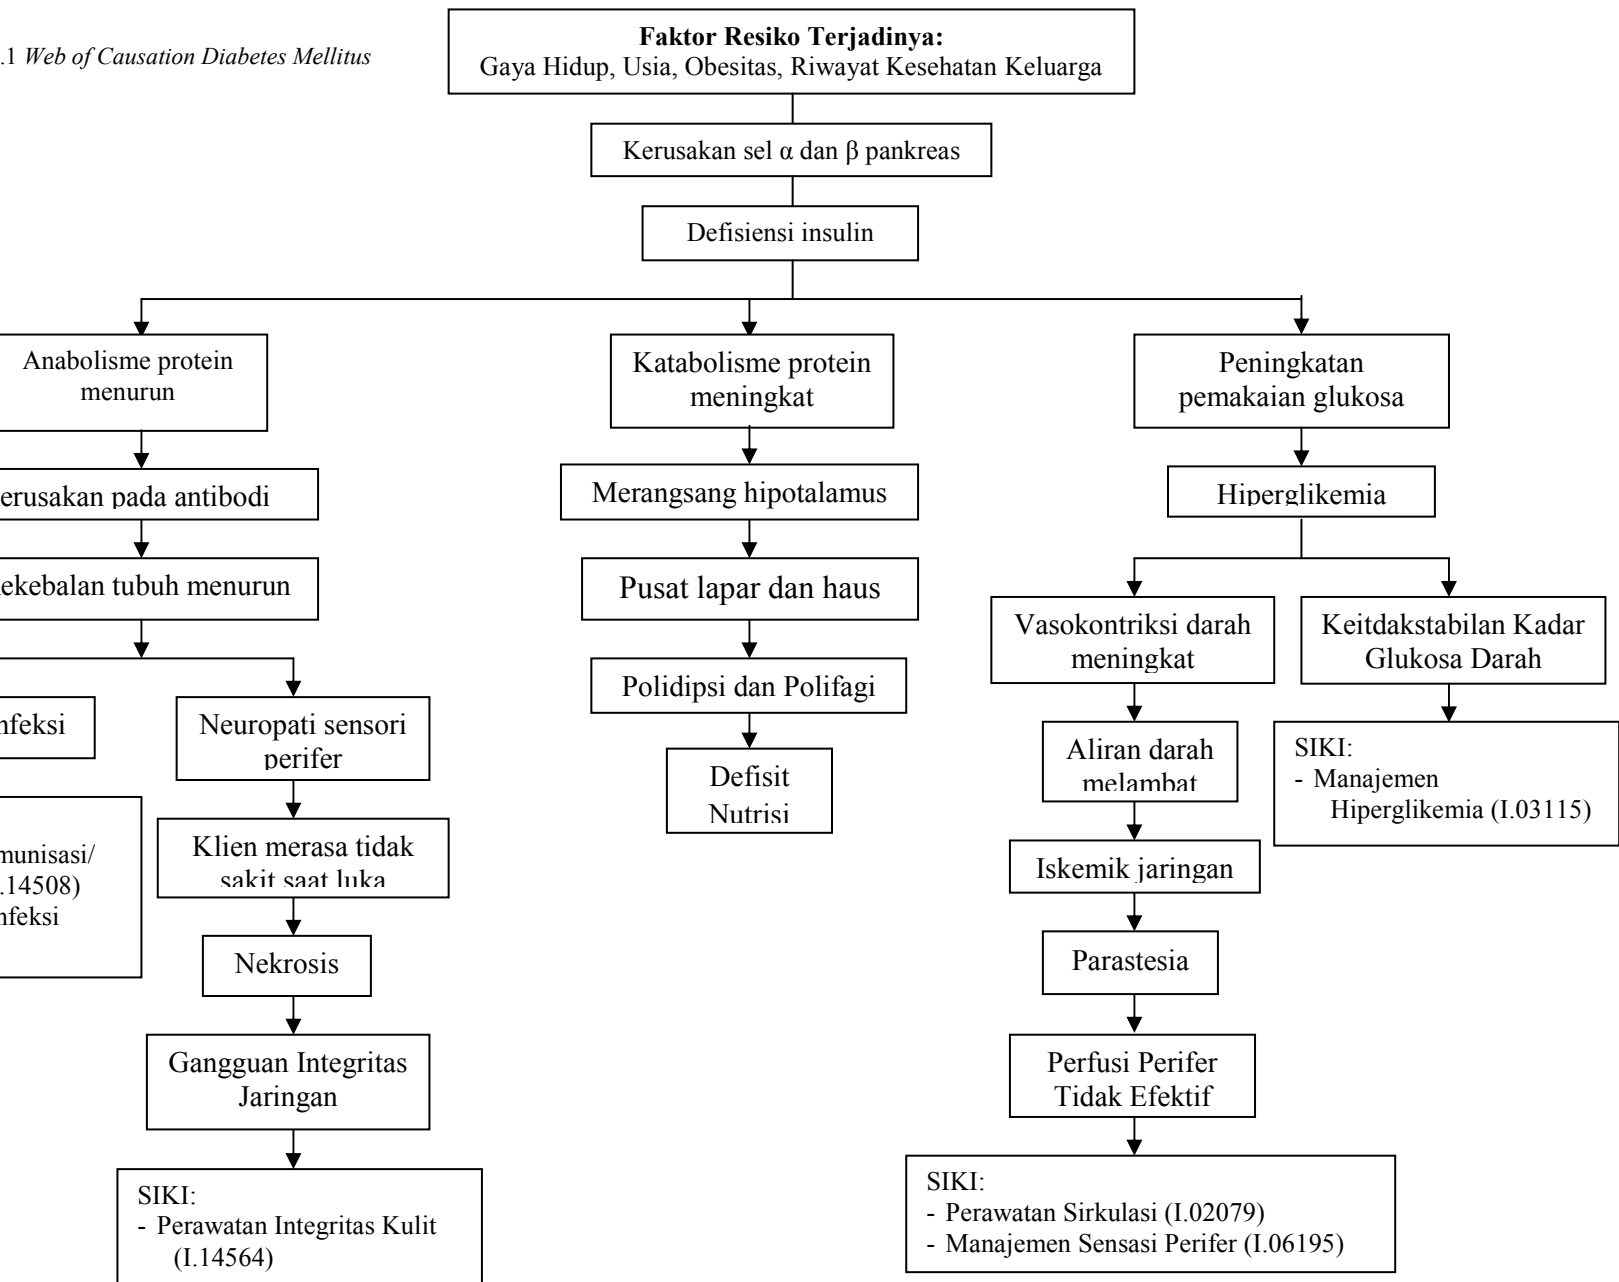 .1 Web of Causation Diabetes Mellitus
Faktor Resiko Terjadinya:
Gaya Hidup, Usia, Obesitas, Riwayat Kesehatan Keluarga
Kerusakan sel α dan β pankreas
Defisiensi insulin
Anabolisme protein
menurun
erusakan pada antibodi
ekebalan tubuh menurun
nfeksi
munisasi/
.14508)
nfeksi
Neuropati sensori
perifer
Klien merasa tidak
sakit saat luka
Nekrosis
Gangguan Integritas
Jaringan
SIKI:
- Perawatan Integritas Kulit
(I.14564)
Katabolisme protein
meningkat
Merangsang hipotalamus
Pusat lapar dan haus
Polidipsi dan Polifagi
Defisit
Nutrisi
Peningkatan
pemakaian glukosa
Hiperglikemia
Vasokontriksi darah
meningkat
Aliran darah
melambat
Iskemik jaringan
Parastesia
Perfusi Perifer
Tidak Efektif
SIKI:
- Perawatan Sirkulasi (I.02079)
- Manajemen Sensasi Perifer (I.06195)
Keitdakstabilan Kadar
Glukosa Darah
SIKI:
- Manajemen
Hiperglikemia (I.03115)